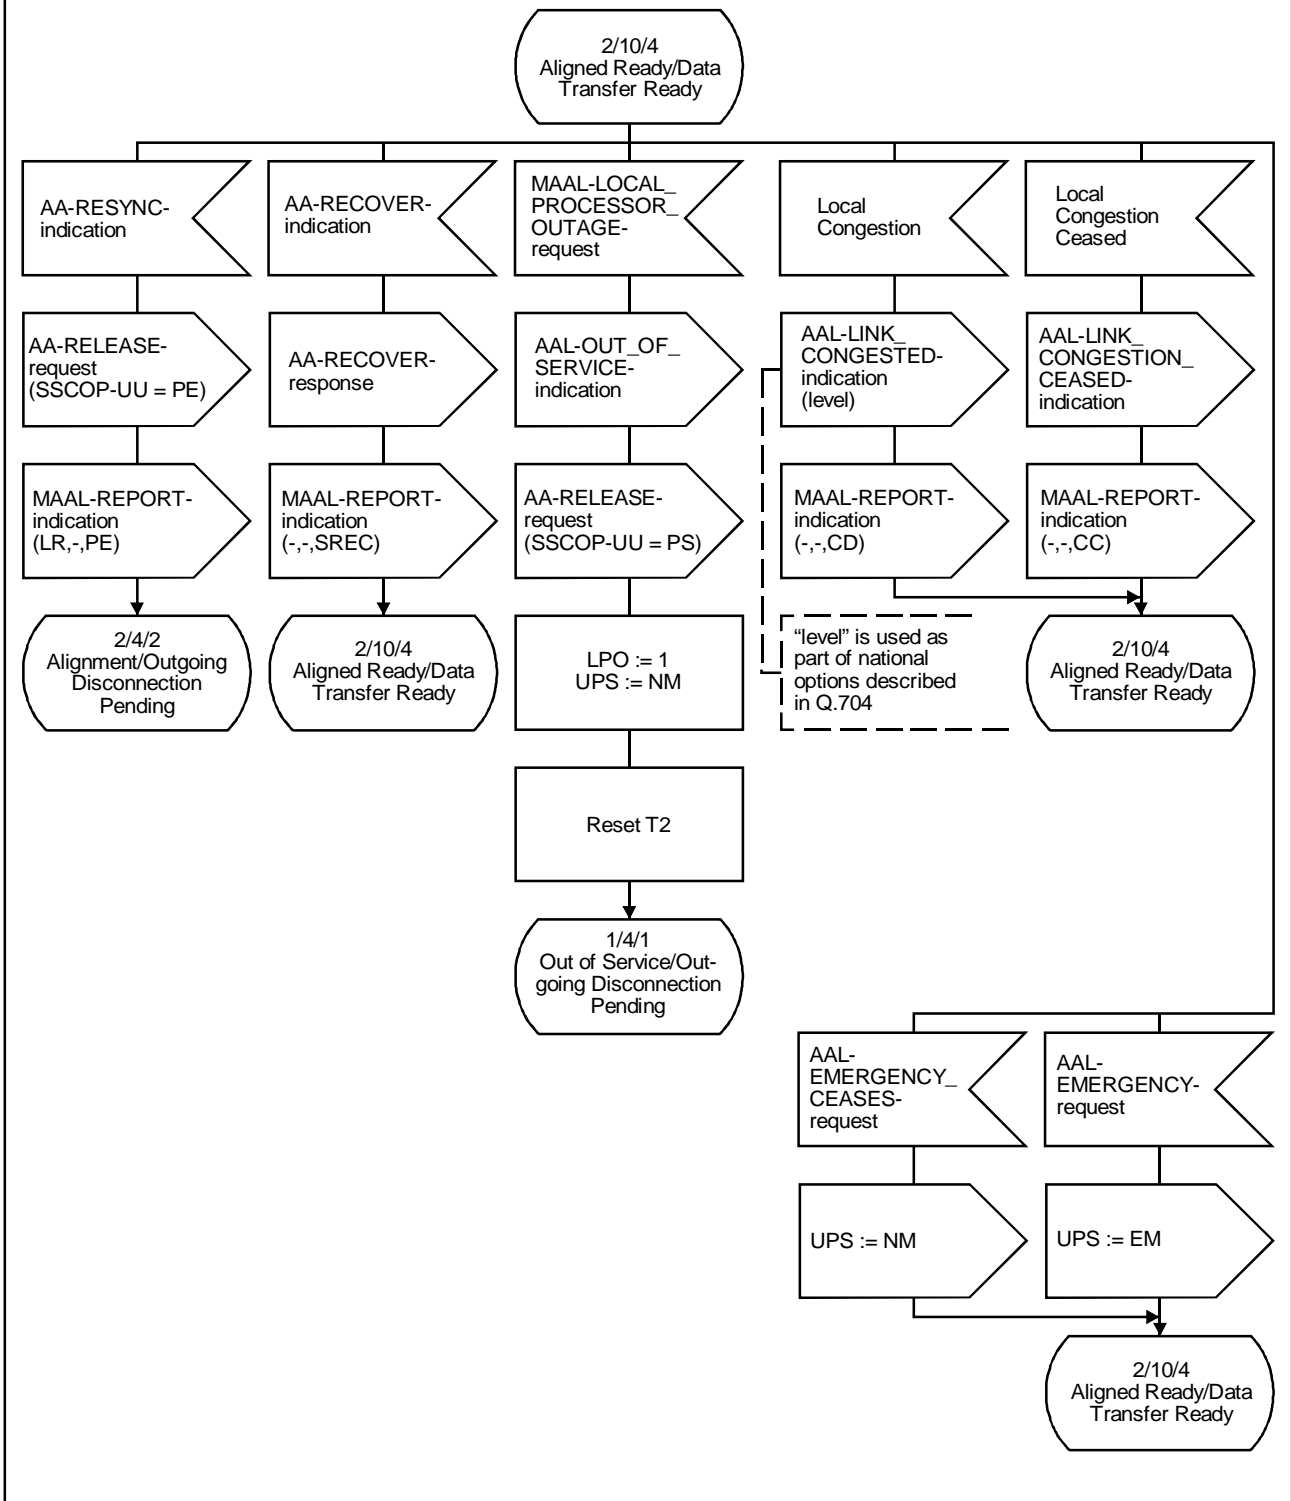 2/10/4
Aligned Ready/Data
Transfer Ready
AA-RESYNC-
indication
AA-RECOVER-
indication
MAAL-LOCAL_
PROCESSOR_
OUTAGE-
request
Local
Congestion
Local
Congestion
Ceased
AA-RELEASE-
request
(SSCOP-UU = PE)
AA-RECOVER-
response
AAL-OUT_OF_
SERVICE-
indication
AAL-LINK_
CONGESTED-
indication
(level)
AAL-LINK_
CONGESTION_
CEASED-
indication
MAAL-REPORT-
indication
(LR,-,PE)
MAAL-REPORT-
indication
(-,-,SREC)
AA-RELEASE-
request
(SSCOP-UU = PS)
MAAL-REPORT-
indication
(-,-,CD)
MAAL-REPORT-
indication
(-,-,CC)
2/4/2
Alignment/Outgoing
Disconnection
Pending
2/10/4
Aligned Ready/Data
Transfer Ready
LPO := 1
UPS := NM
“level” is used as
part of national
options described
in Q.704
2/10/4
Aligned Ready/Data
Transfer Ready
Reset T2
1/4/1
Out of Service/Out-
going Disconnection
Pending
AAL-
EMERGENCY_
CEASES-
request
AAL-
EMERGENCY-
request
UPS := NM
UPS := EM
2/10/4
Aligned Ready/Data
Transfer Ready